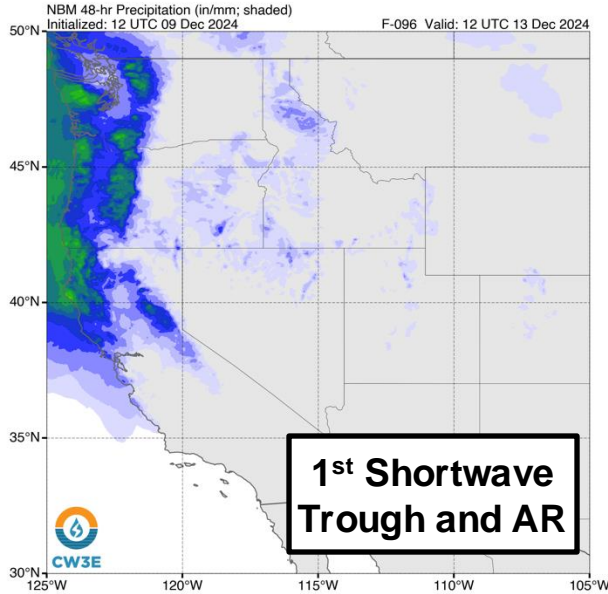 NBM 48-hr Precipitation (in/mm; shaded)
Initialized: 12 UTC 09 Dec 2024 F-096 Valid: 12 UTC 13 Dec 2024
50°N
45°N
40°N
35°N
30°N
1st Shortwave
Trough and AR
CW3E
125°W 120°W 115°W 110°W 105°W